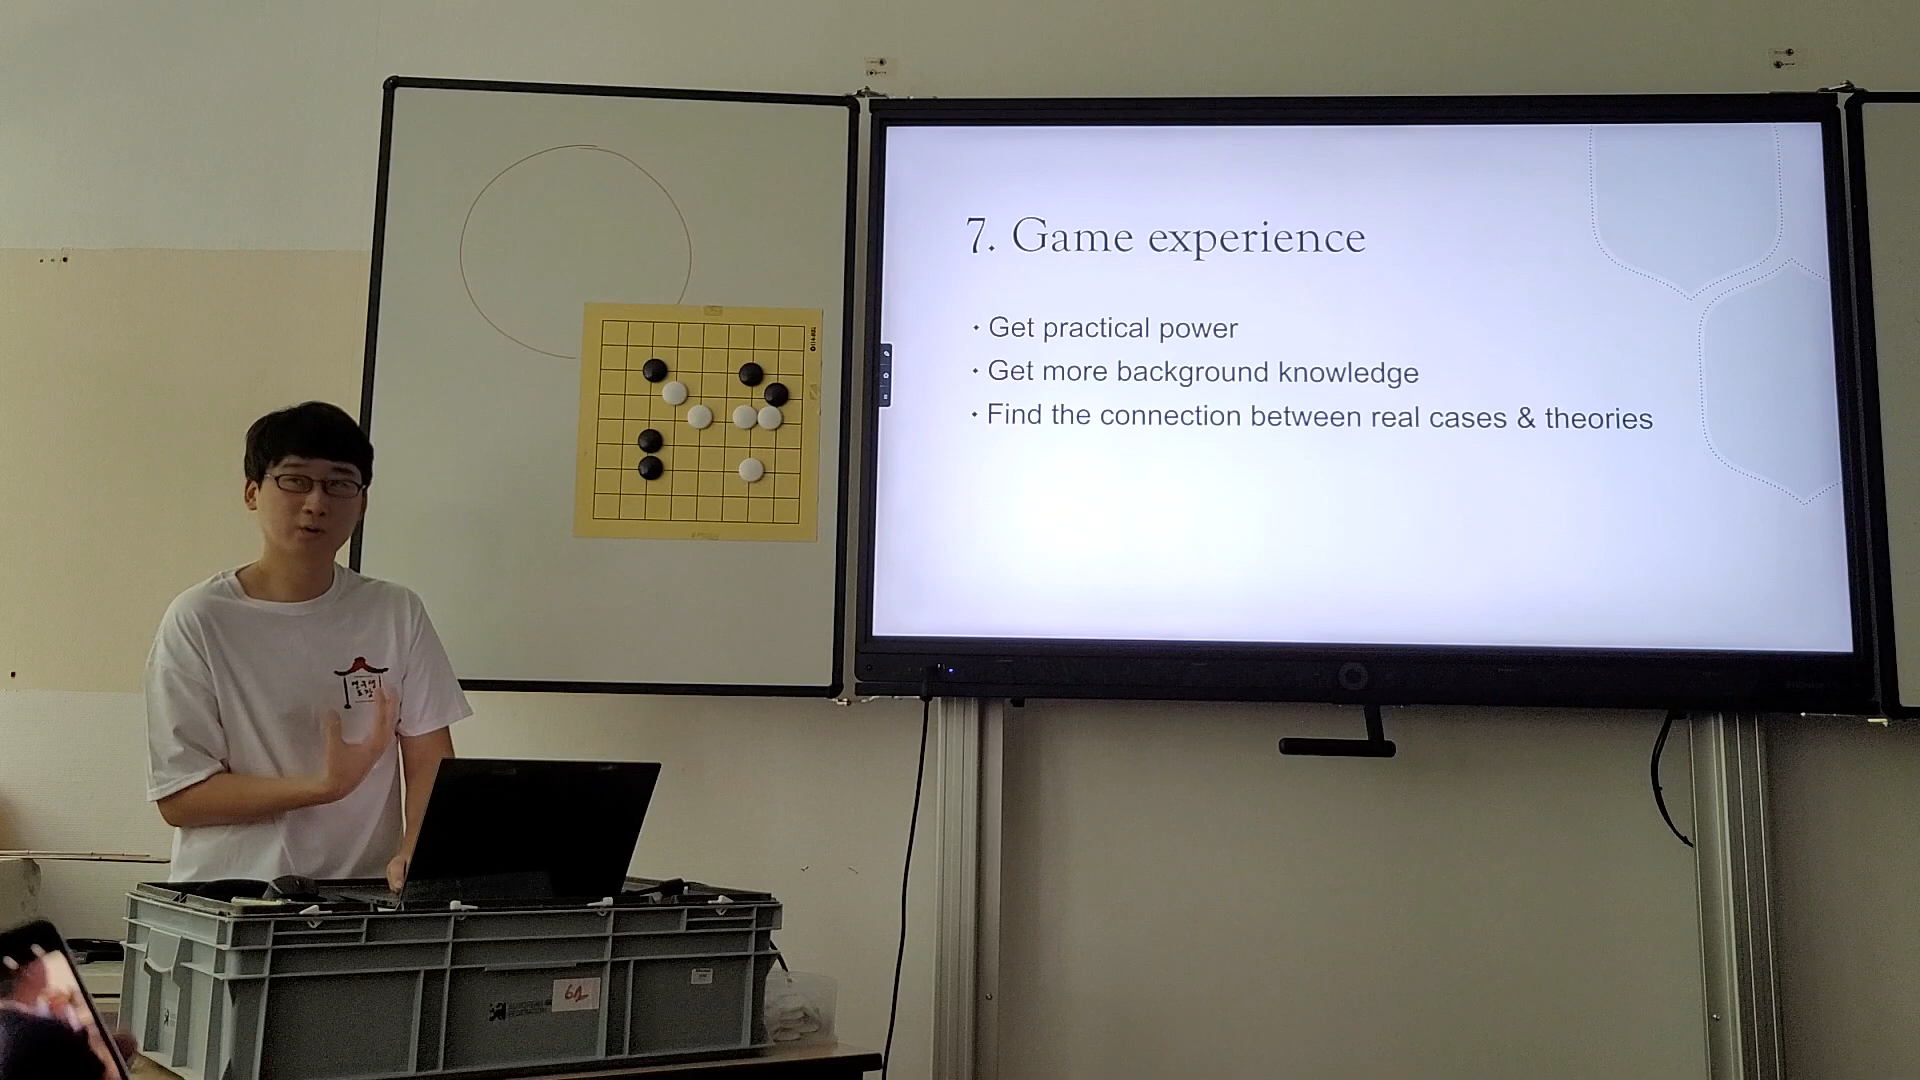 7. Game experience
· Get practical power
· Get more background knowledge
· Find the connection between real cases & theories